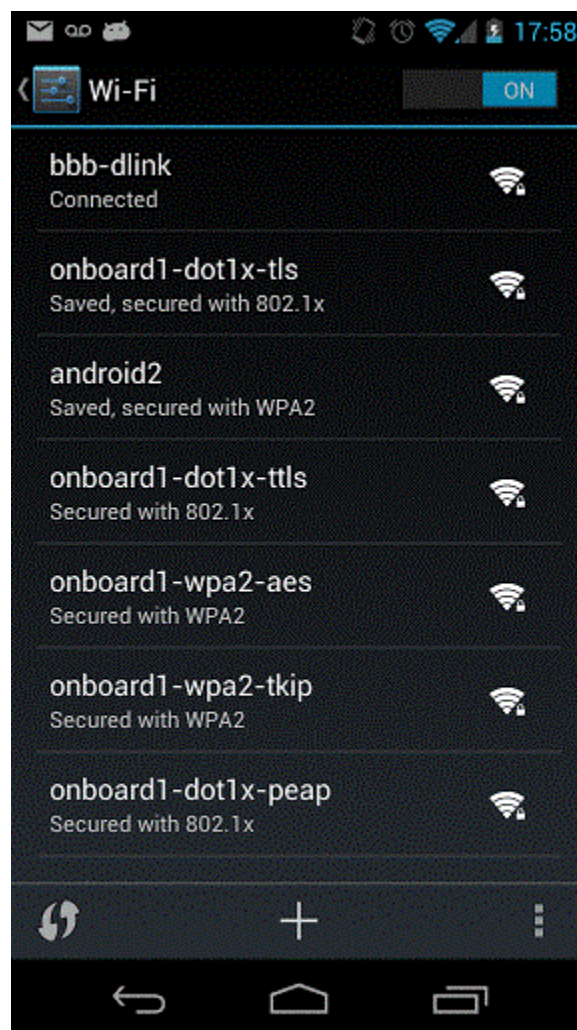 17:58
Wi-Fi
ON
bbb-dlink
Connected
onboard1-dot1x-tls
Saved, secured with 802.1x
android2
Saved, secured with WPA2
onboard1-dot1x-ttls
Secured with 802.1x
onboard1-wpa2-aes
Secured with WPA2
onboard1-wpa2-tkip
Secured with WPA2
onboard1-dot1x-peap
Secured with 802.1x